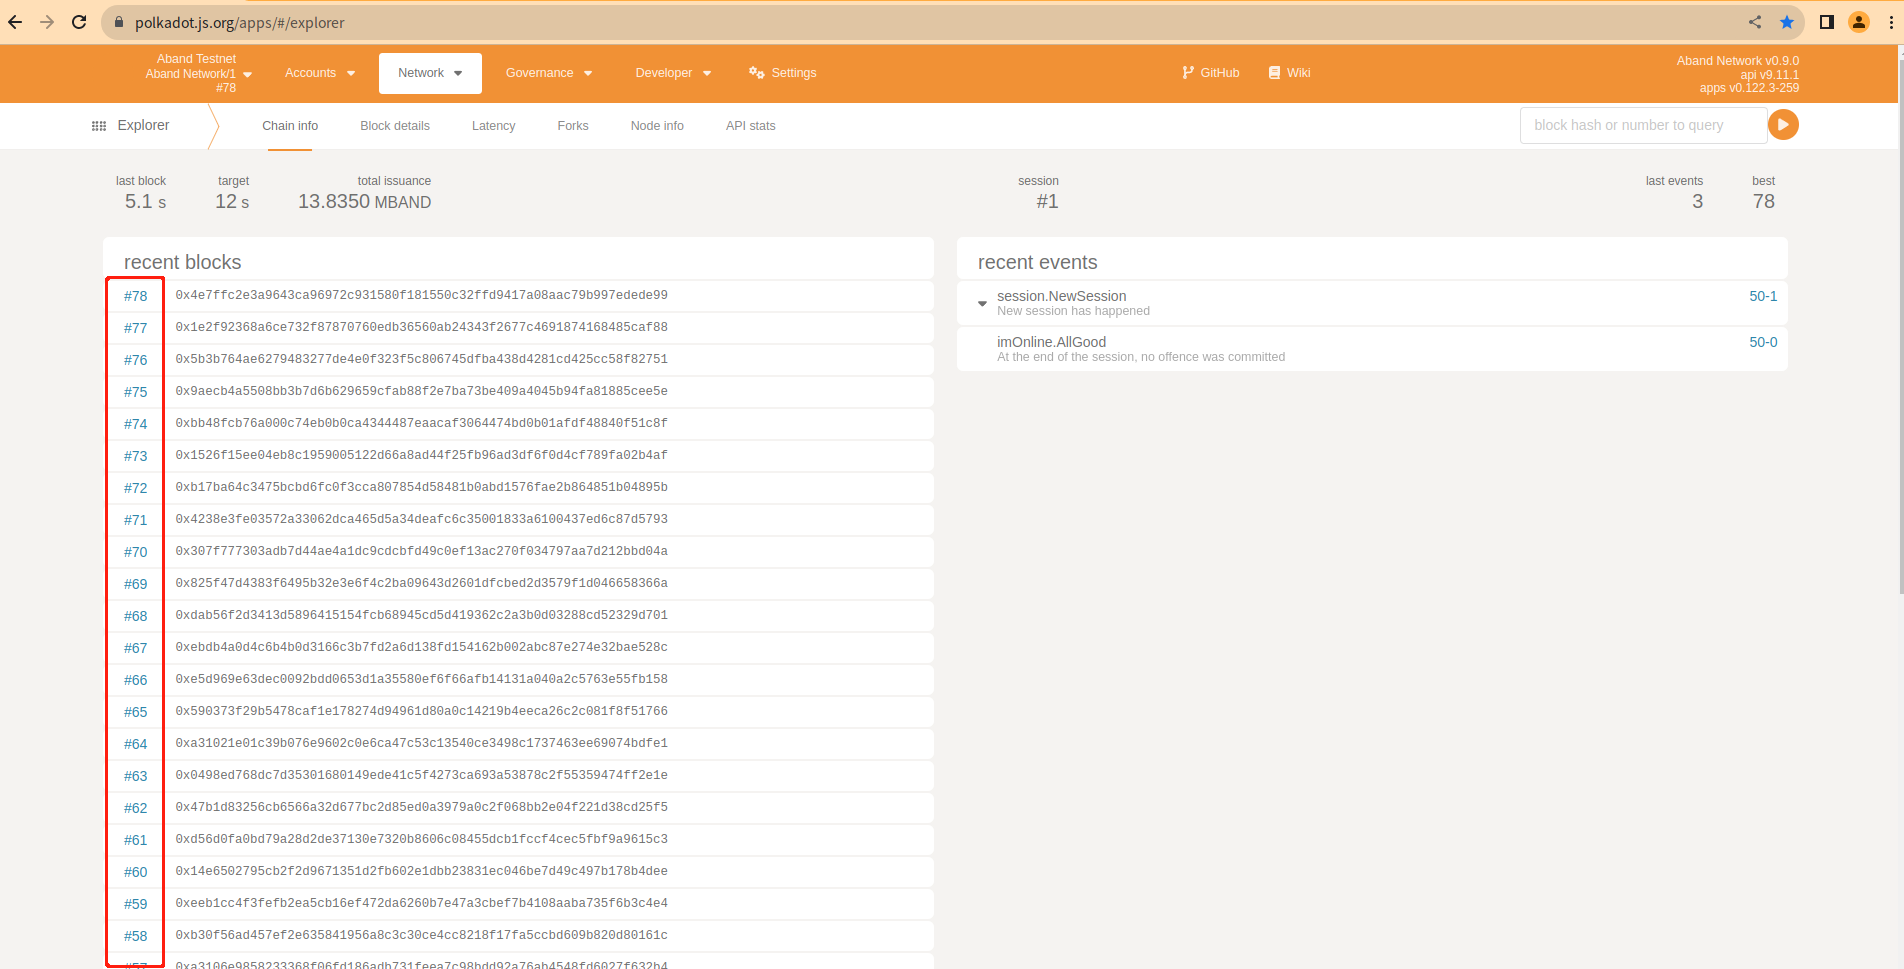 polkadot.js.org/apps/#/explorer
Aband Testnet
Aband Network/1
#78
Accounts
Network
Governance
Developer
Settings
GitHub
Wiki
Aband Network v0.9.0
api v9.11.1
apps v0.122.3-259
Explorer
Chain info
Block details
Latency
Forks
Node info
API stats
block hash or number to query
last block
5.1 s
target
12 s
total issuance
13.8350 MBAND
session
#1
last events
3
best
78
recent blocks
#78 0x4e7ffc2e3a9643ca96972c931580f181550c32ffd9417a08aac79b997edede99
#77 0x1e2f92368a6ce732f87870760edb36560ab24343f2677c4691874168485caf88
#76 0x5b3b764ae6279483277de4e0f323f5c806745dfba438d4281cd425cc58f82751
#75 0x9aecb4a5508bb3b7d6b629659cfab88f2e7ba73be409a4045b94fa81885cee5e
#74 0xbb48fcb76a000c74eb0b0ca4344487eaacaf3064474bd0b01afdf48840f51c8f
#73 0x1526f15ee04eb8c1959005122d66a8ad44f25fb96ad3df6f0d4cf789fa02b4af
#72 0xb17ba64c3475bcbd6fc0f3cca807854d58481b0abd1576fae2b864851b04895b
#71 0x4238e3fe03572a33062dca465d5a34deafc6c35001833a6100437ed6c87d5793
#70 0x307f777303adb7d44ae4a1dc9cdcbfd49c0ef13ac270f034797aa7d212bbd04a
#69 0x825f47d4383f6495b32e3e6f4c2ba09643d2601dfcbed2d3579f1d046658366a
#68 0xdab56f2d3413d5896415154fcb68945cd5d419362c2a3b0d03288cd52329d701
#67 0xebdb4a0d4c6b4b0d3166c3b7fd2a6d138fd154162b002abc87e274e32bae528c
#66 0xe5d969e63dec0092bdd0653d1a35580ef6f66afb14131a040a2c5763e55fb158
#65 0x590373f29b5478caf1e178274d94961d80a0c14219b4eeca26c2c081f8f51766
#64 0xa31021e01c39b076e9602c0e6ca47c53c13540ce3498c1737463ee69074bdfe1
#63 0x0498ed768dc7d35301680149ede41c5f4273ca693a53878c2f55359474ff2e1e
#62 0x47b1d83256cb6566a32d677bc2d85ed0a3979a0c2f068bb2e04f221d38cd25f5
#61 0xd56d0fa0bd79a28d2de37130e7320b8606c08455dcb1fccf4cec5fbf9a9615c3
#60 0x14e6502795cb2f2d9671351d2fb602e1dbb23831ec046be7d49c497b178b4dee
#59 0xeeb1cc4f3fefb2ea5cb16ef472da6260b7e47a3cbef7b4108aaba735f6b3c4e4
#58 0xb30f56ad457ef2e635841956a8c3c30ce4cc8218f17fa5ccbd609b820d80161c
#57 0xa3106e9858233368f06fd186adb731feea7c98bdd92a76ab4548fd6027f632b4
recent events
session.NewSession 50-1
New session has happened
imOnline.AllGood 50-0
At the end of the session, no offence was committed